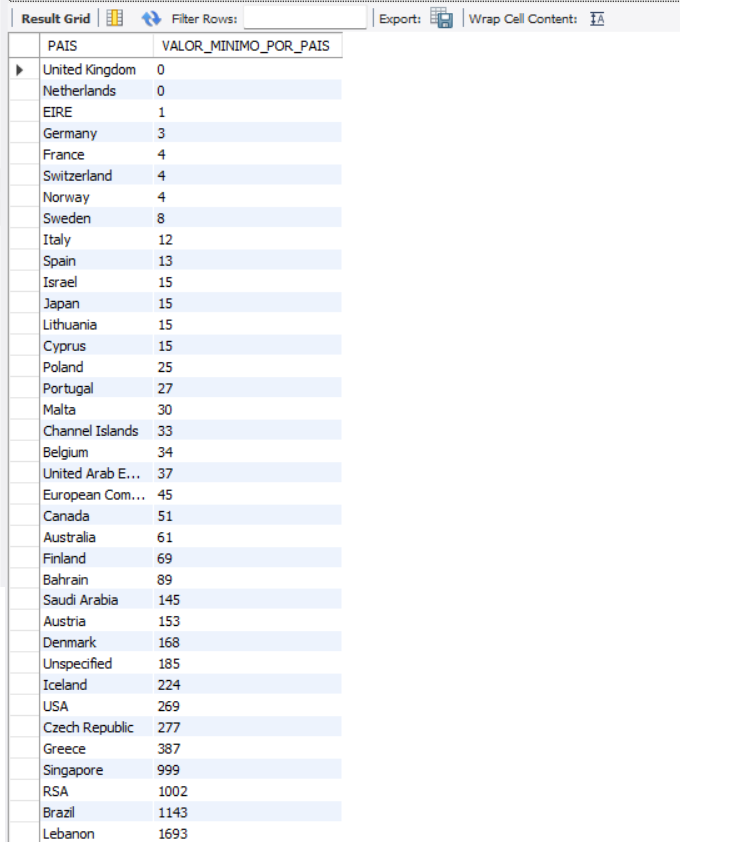 Result Grid Filter Rows: Export: Wrap Cell Content: IA
PAIS VALOR_MINIMO_POR_PAIS
United Kingdom 0
Netherlands 0
EIRE 1
Germany 3
France 4
Switzerland 4
Norway 4
Sweden 8
Italy 12
Spain 13
Israel 15
Japan 15
Lithuania 15
Cyprus 15
Poland 25
Portugal 27
Malta 30
Channel Islands 33
Belgium 34
United Arab E... 37
European Com... 45
Canada 51
Australia 61
Finland 69
Bahrain 89
Saudi Arabia 145
Austria 153
Denmark 168
Unspecified 185
Iceland 224
USA 269
Czech Republic 277
Greece 387
Singapore 999
RSA 1002
Brazil 1143
Lebanon 1693